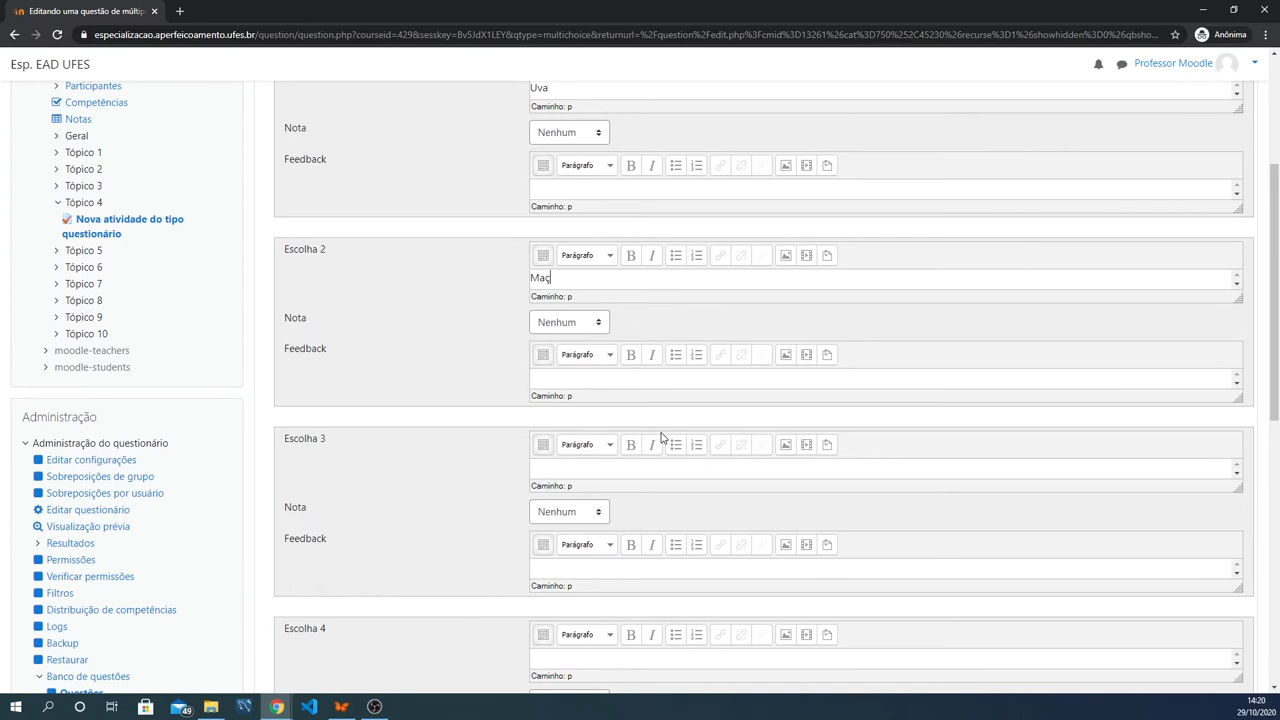 Editando uma questão de múltip
especializacao.aperfeicoamento.ufes.br/question/question.php?courseid=429&sesskey=Bv5JdX1LEY&qtype=multichoice&returnurl=%2Fquestion%2Fedit.php%3Fcmid%3D13261%26cat%3D750%252C45230%26recurse%3D1%26showhidden%3D0%26qbsho...
Anônima
Esp. EAD UFES
Professor Moodle
Participantes
Competências
Notas
Geral
Tópico 1
Tópico 2
Tópico 3
Tópico 4
Nova atividade do tipo
questionário
Tópico 5
Tópico 6
Tópico 7
Tópico 8
Tópico 9
Tópico 10
moodle-teachers
moodle-students
Administração
Administração do questionário
Editar configurações
Sobreposições de grupo
Sobreposições por usuário
Editar questionário
Visualização prévia
Resultados
Permissões
Verificar permissões
Filtros
Distribuição de competências
Logs
Backup
Restaurar
Banco de questões
Questões
Uva
Caminho: p
Nota
Nenhum
Feedback
Parágrafo B I
Caminho: p
Escolha 2
Parágrafo B I
Maç
Caminho: p
Nota
Nenhum
Feedback
Parágrafo B I
Caminho: p
Escolha 3
Parágrafo B I
Caminho: p
Nota
Nenhum
Feedback
Parágrafo B I
Caminho: p
Escolha 4
Parágrafo B I
Caminho: p
49
14:20
29/10/2020